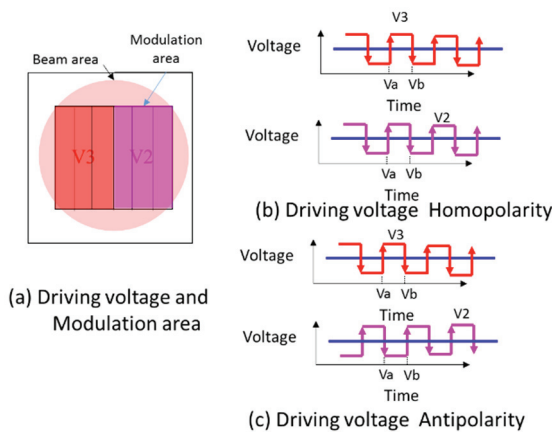 Beam area
Modulation
area
V3
V2
(a) Driving voltage and
Modulation area
V3
Voltage
Va
Vb
Time
V2
Voltage
Va
Vb
Time
(b) Driving voltage Homopolarity
V3
Voltage
Va
Vb
Time
V2
Voltage
Va
Vb
Time
(c) Driving voltage Antipolarity